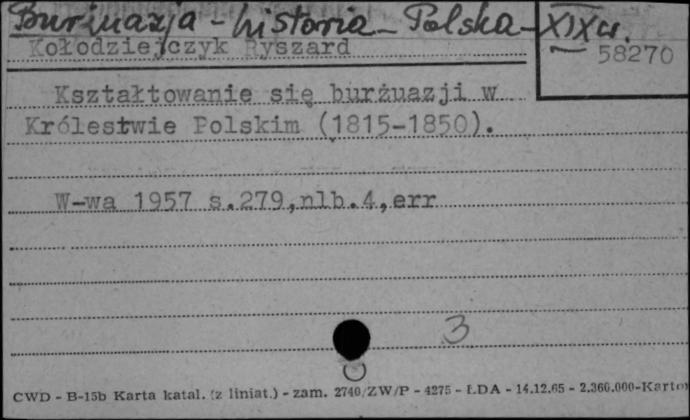 Burżuazja - historia - Polska - XIX w.
Kołodziejczyk Ryszard
58270
Kształtowanie się burżuazji w
Królestwie Polskim (1815-1850).
W-wa 1957 s.279,nlb.4,err
3
CWD - B-15b Karta katal. (z liniat.) - zam. 2740/ZW/P - 4275 - LDA - 14.12.65 - 2.360.000-Karton